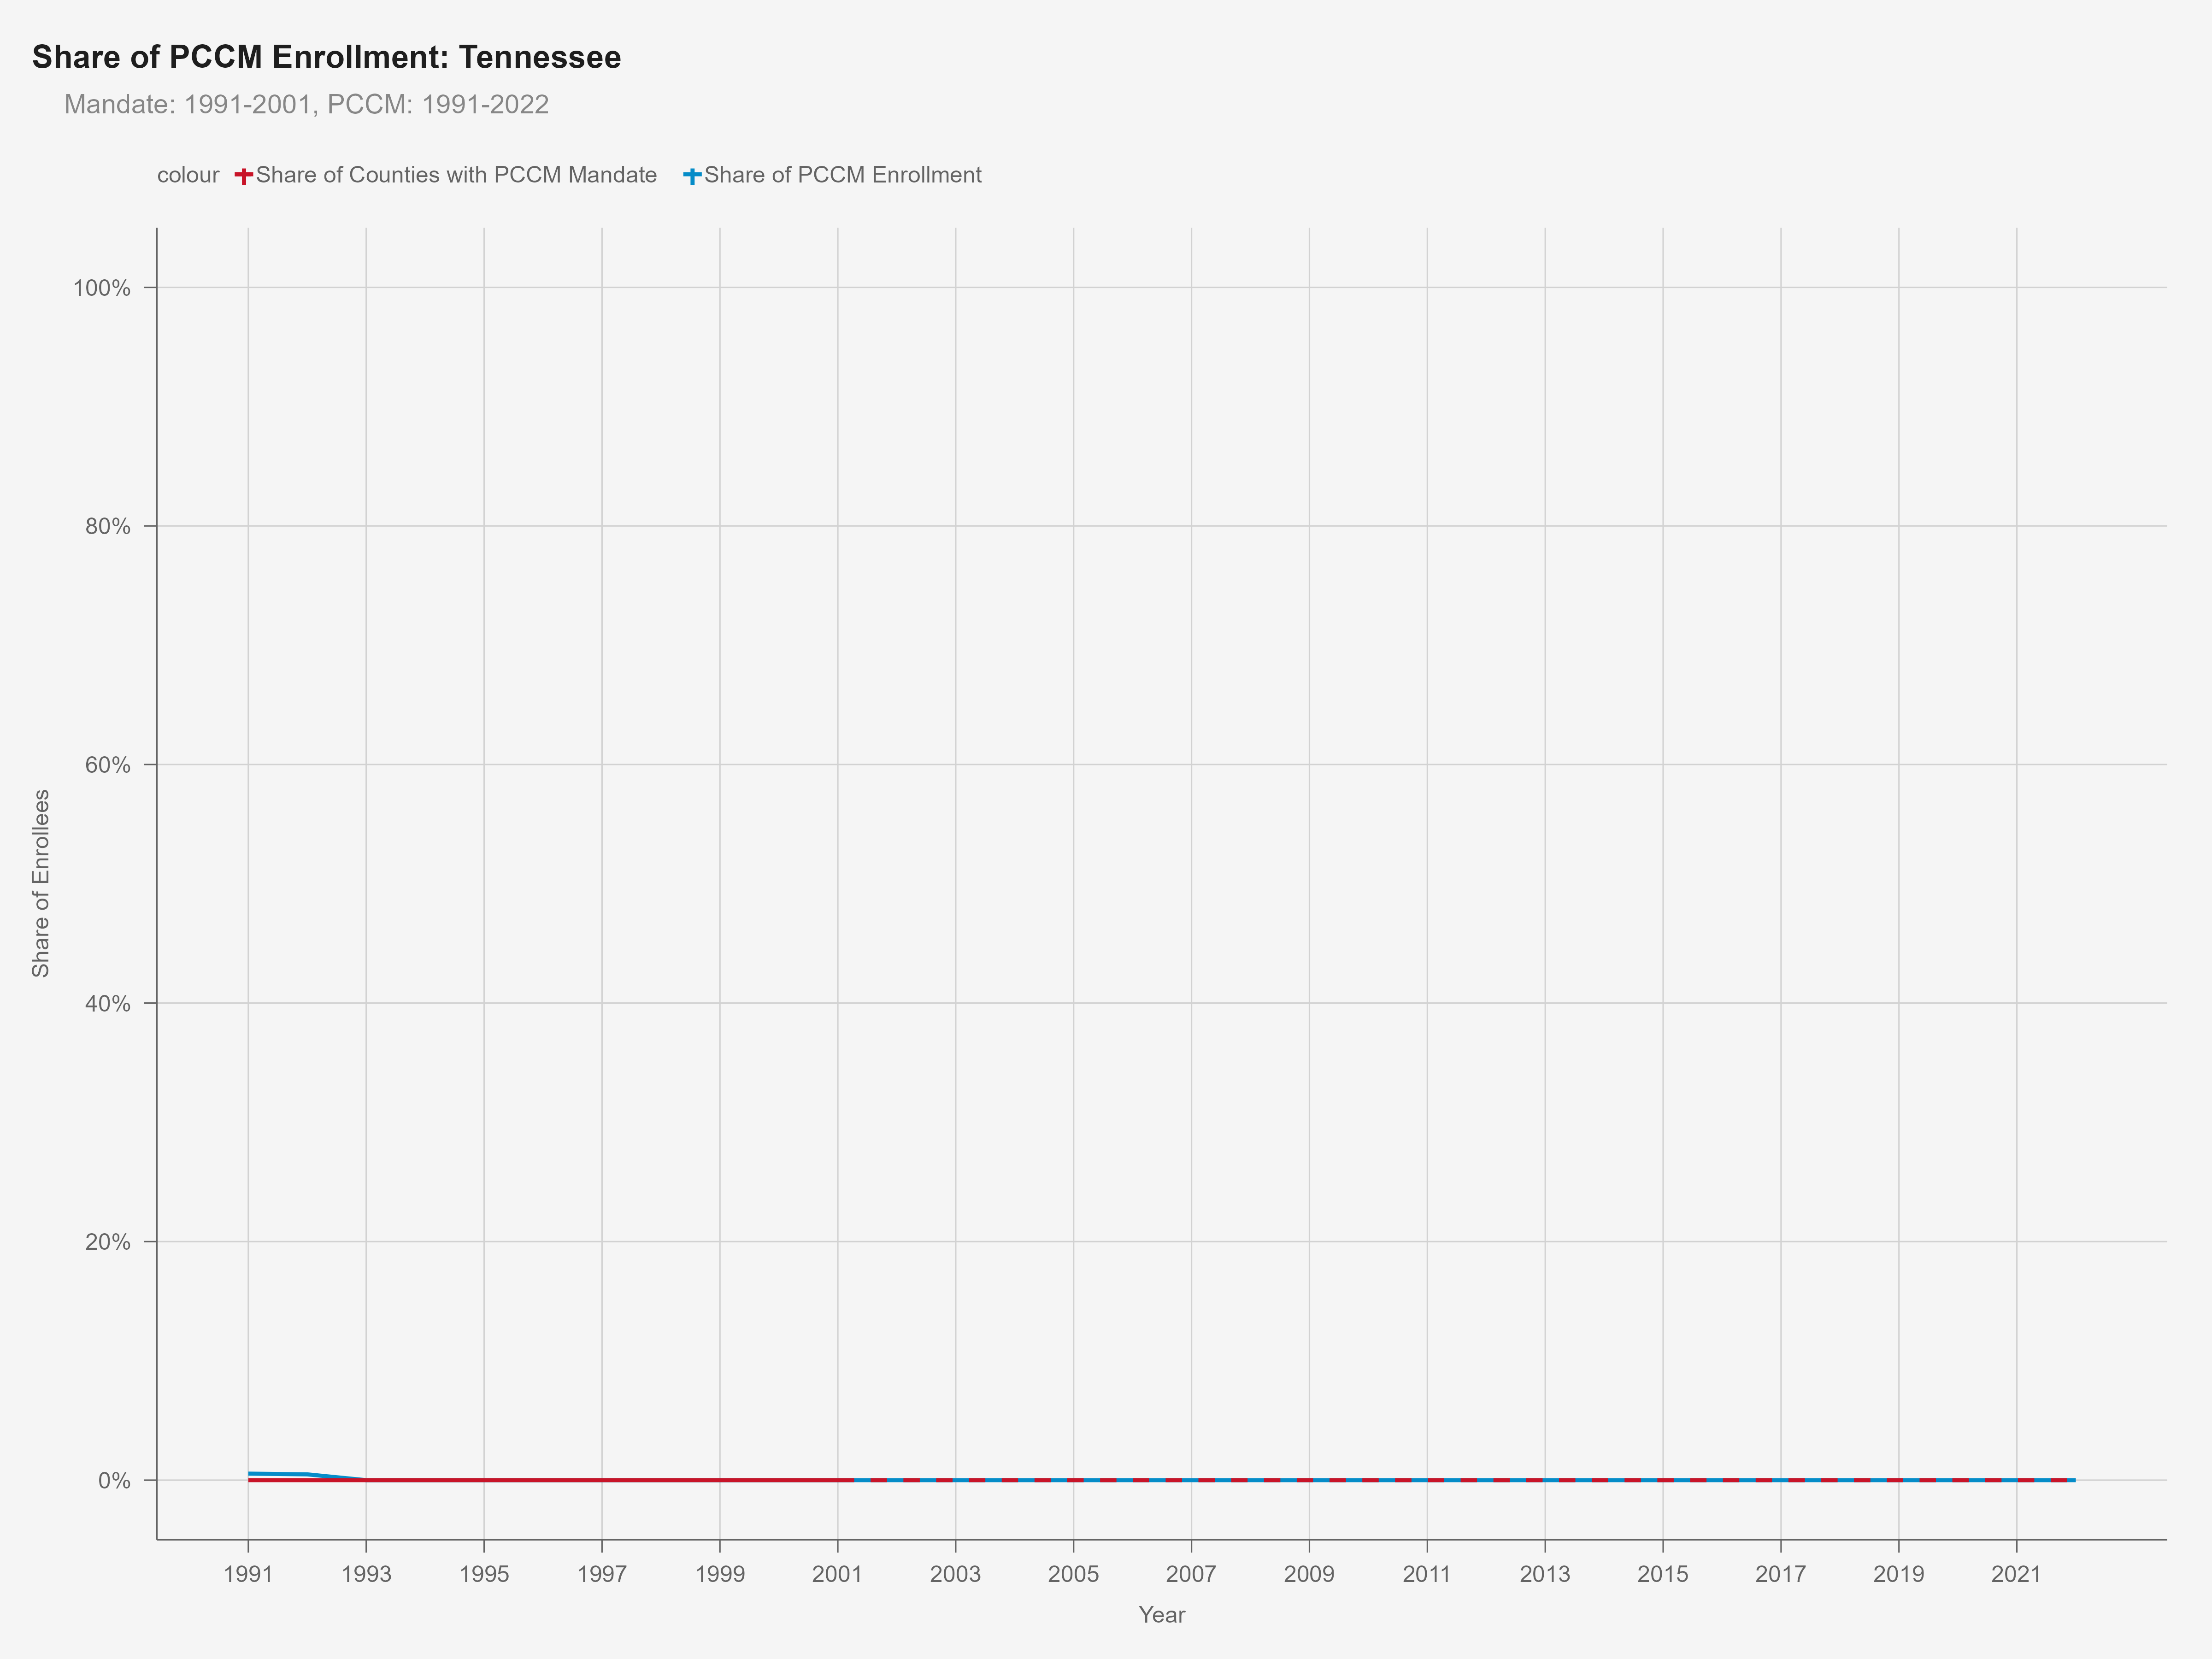 Share of PCCM Enrollment: Tennessee
Mandate: 1991-2001, PCCM: 1991-2022
colour Share of Counties with PCCM Mandate Share of PCCM Enrollment
100%
80%
60%
40%
20%
0%
Share of Enrollees
1991 1993 1995 1997 1999 2001 2003 2005 2007 2009 2011 2013 2015 2017 2019 2021
Year